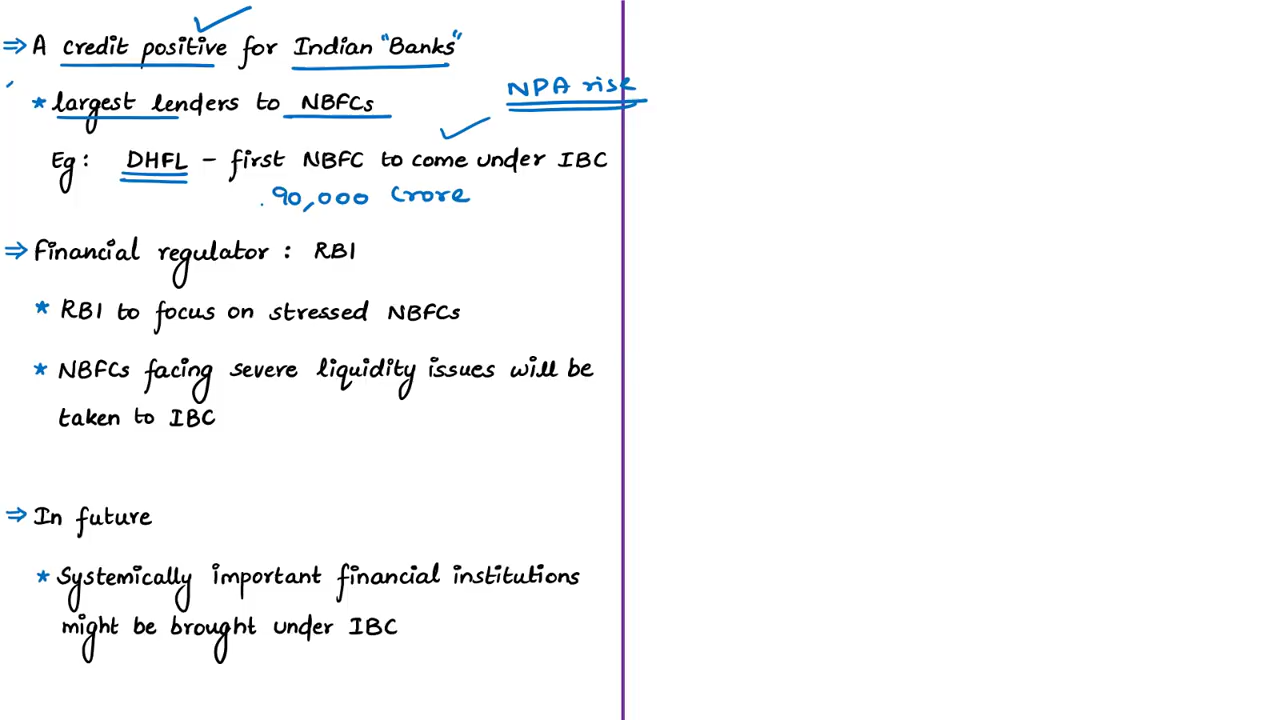 ⇒ A credit positive for Indian "Banks"
* largest lenders to NBFCs
NPA rise
Eg: DHFL - first NBFC to come under IBC
90,000 Crore
⇒ Financial regulator: RBI
* RBI to focus on stressed NBFCs
* NBFCs facing severe liquidity issues will be
taken to IBC
⇒ In future
* Systemically important financial institutions
might be brought under IBC